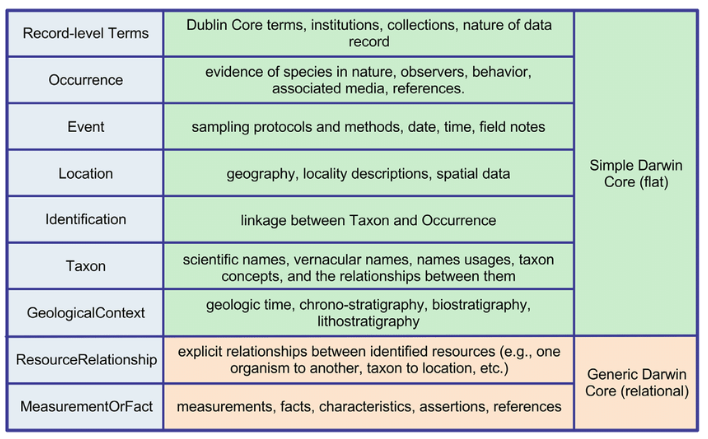 Record-level Terms
Dublin Core terms, institutions, collections, nature of data
record
Occurrence
evidence of species in nature, observers, behavior,
associated media, references.
Event
sampling protocols and methods, date, time, field notes
Location
geography, locality descriptions, spatial data
Identification
linkage between Taxon and Occurrence
Taxon
scientific names, vernacular names, names usages, taxon
concepts, and the relationships between them
GeologicalContext
geologic time, chrono-stratigraphy, biostratigraphy,
lithostratigraphy
Simple Darwin
Core (flat)
ResourceRelationship
explicit relationships between identified resources (e.g., one
organism to another, taxon to location, etc.)
MeasurementOrFact
measurements, facts, characteristics, assertions, references
Generic Darwin
Core (relational)